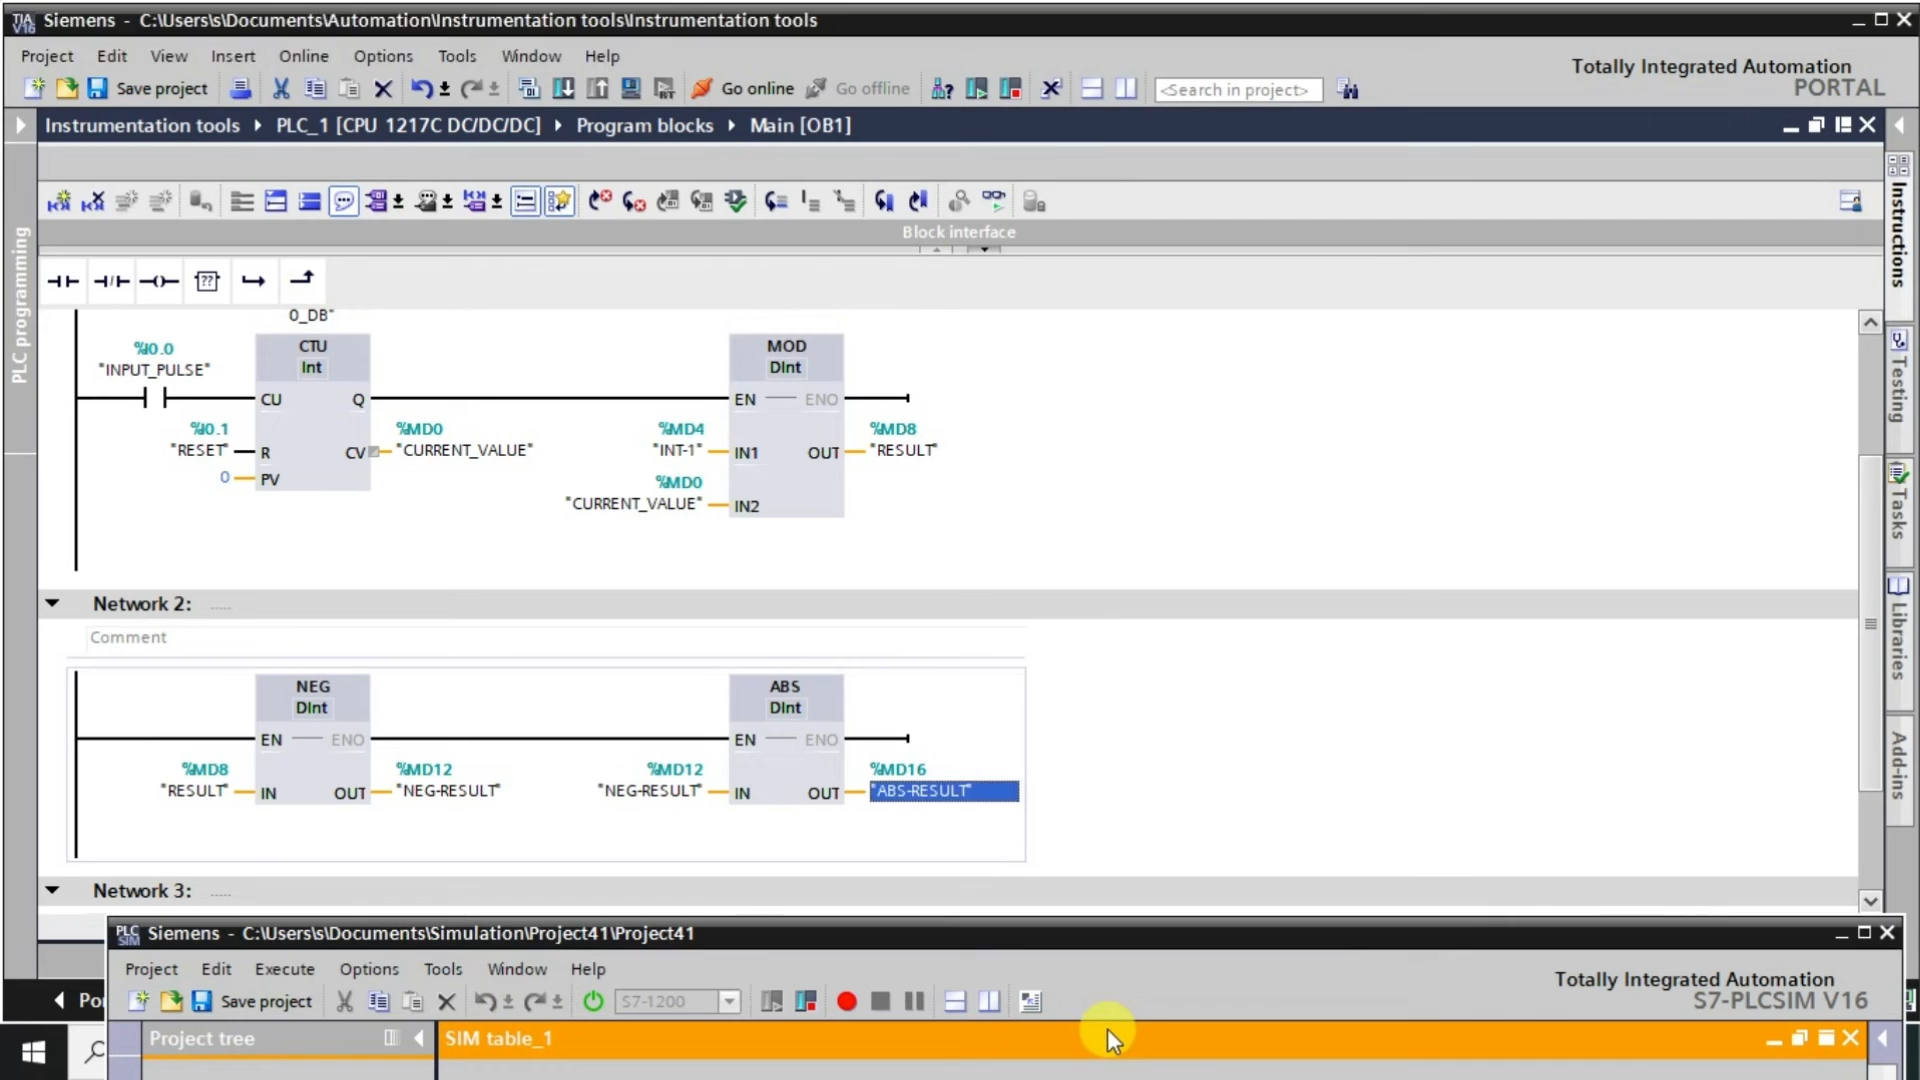 TIA V16 Siemens - C:\Users\s\Documents\Automation\Instrumentation tools\Instrumentation tools
Project Edit View Insert Online Options Tools Window Help
Totally Integrated Automation
PORTAL
Save project Go online Go offline <Search in project>
Instrumentation tools PLC_1 [CPU 1217C DC/DC/DC] Program blocks Main [OB1]
PLC programming
Block interface
??
0_DB"
%I0.0
"INPUT_PULSE"
CTU
Int
CU Q
%I0.1
"RESET" R
CV
%MD0
"CURRENT_VALUE"
0 PV
MOD
DInt
EN ENO
%MD4
"INT-1" IN1
OUT
%MD8
"RESULT"
%MD0
"CURRENT_VALUE" IN2
Network 2: .....
Comment
NEG
DInt
EN ENO
%MD8
"RESULT" IN
OUT
%MD12
"NEG-RESULT"
ABS
DInt
EN ENO
%MD12
"NEG-RESULT" IN
OUT
%MD16
"ABS-RESULT"
Network 3: .....
Instructions
Testing
Tasks
Libraries
Add-ins
PLC SIM Siemens - C:\Users\s\Documents\Simulation\Project41\Project41
Project Edit Execute Options Tools Window Help
Totally Integrated Automation
S7-PLCSIM V16
Save project S7-1200
Project tree
SIM table_1